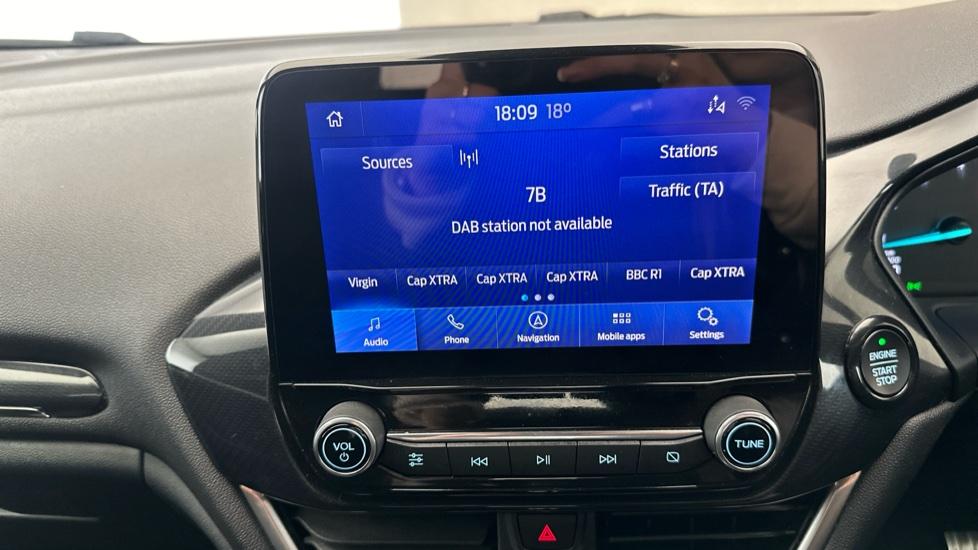 18:09 18°
Sources
Stations
7B
Traffic (TA)
DAB station not available
Virgin Cap XTRA Cap XTRA Cap XTRA BBC R1 Cap XTRA
Audio Phone Navigation Mobile apps Settings
ENGINE
START
STOP
VOL
TUNE